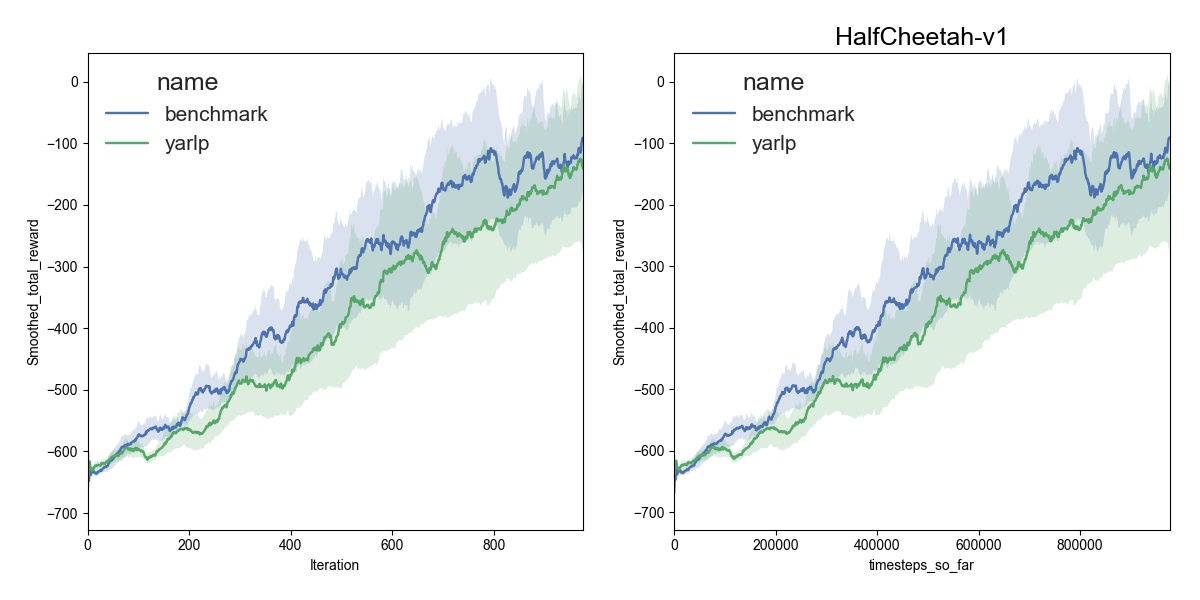 name
benchmark
yarlp
0
−100
−200
−300
−400
−500
−600
−700
Smoothed_total_reward
0 200 400 600 800
Iteration
HalfCheetah-v1
name
benchmark
yarlp
0
−100
−200
−300
−400
−500
−600
−700
Smoothed_total_reward
0 200000 400000 600000 800000
timesteps_so_far